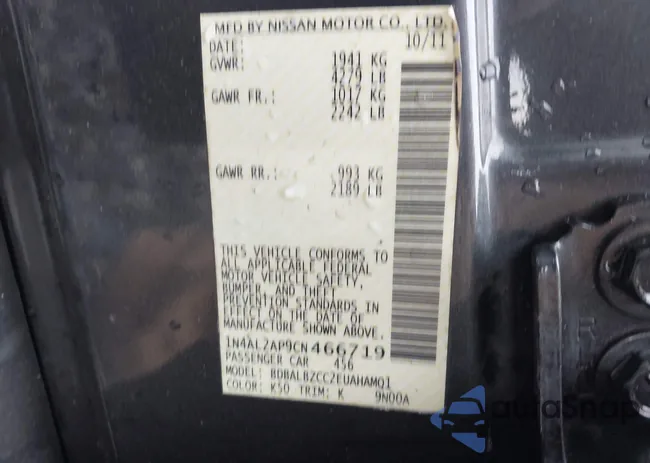 MFD BY NISSAN MOTOR CO., LTD.
DATE: 10/11
GVWR: 1941 KG
4279 LB
GAWR FR.: 1017 KG
2242 LB
GAWR RR.: 993 KG
2189 LB
THIS VEHICLE CONFORMS TO
ALL APPLICABLE FEDERAL
MOTOR VEHICLE SAFETY,
BUMPER, AND THEFT
PREVENTION STANDARDS IN
EFFECT ON THE DATE OF
MANUFACTURE SHOWN ABOVE.
1N4AL2AP9CN466719
PASSENGER CAR 456
MODEL: BDBALBZCC2EUAHAMQ1
COLOR: K50 TRIM: K 9N00A
R
AutoSnap